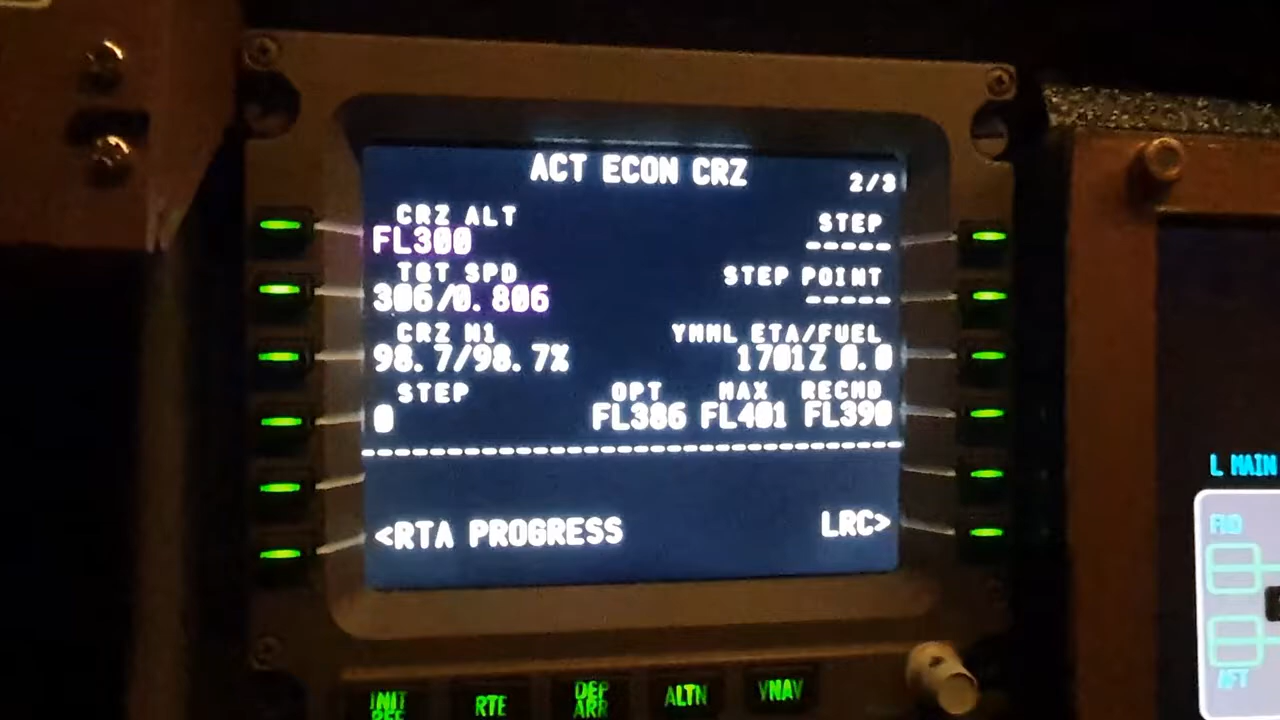 ACT ECON CRZ
2/3
CRZ ALT STEP
FL300 -----
TGT SPD STEP POINT
306/0.806 -----
CRZ N1 YMML ETA/FUEL
98.7/98.7% 1701Z 0.0
STEP OPT MAX RECMD
0 FL386 FL401 FL390
<RTA PROGRESS LRC>
L MAIN
FWD
AFT
INIT REF
RTE
DEP ARR
ALTN
VNAV